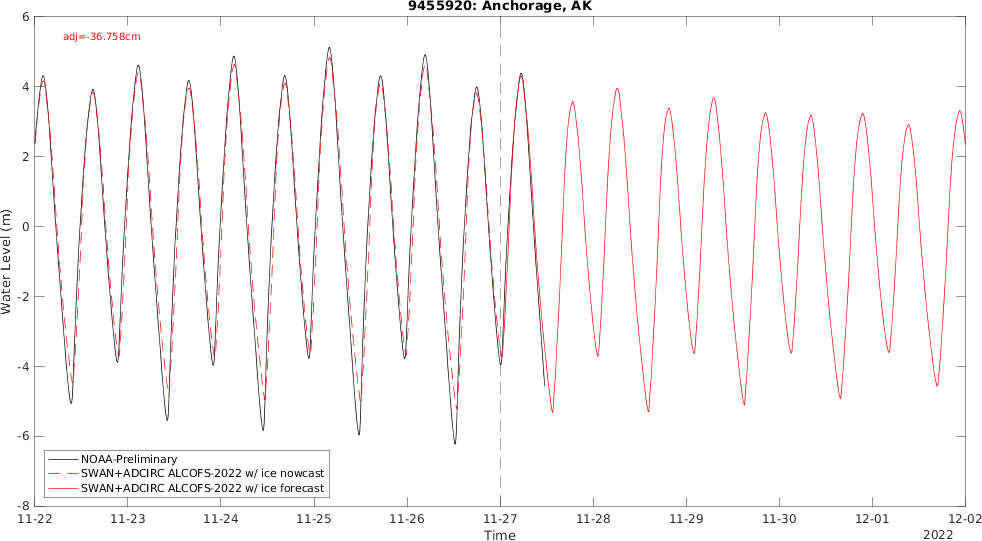 9455920: Anchorage, AK
adj=-36.758cm
6
4
2
0
-2
-4
-6
-8
Water Level (m)
NOAA-Preliminary
SWAN+ADCIRC ALCOFS-2022 w/ ice nowcast
SWAN+ADCIRC ALCOFS-2022 w/ ice forecast
11-22 11-23 11-24 11-25 11-26 11-27 11-28 11-29 11-30 12-01 12-02
Time
2022